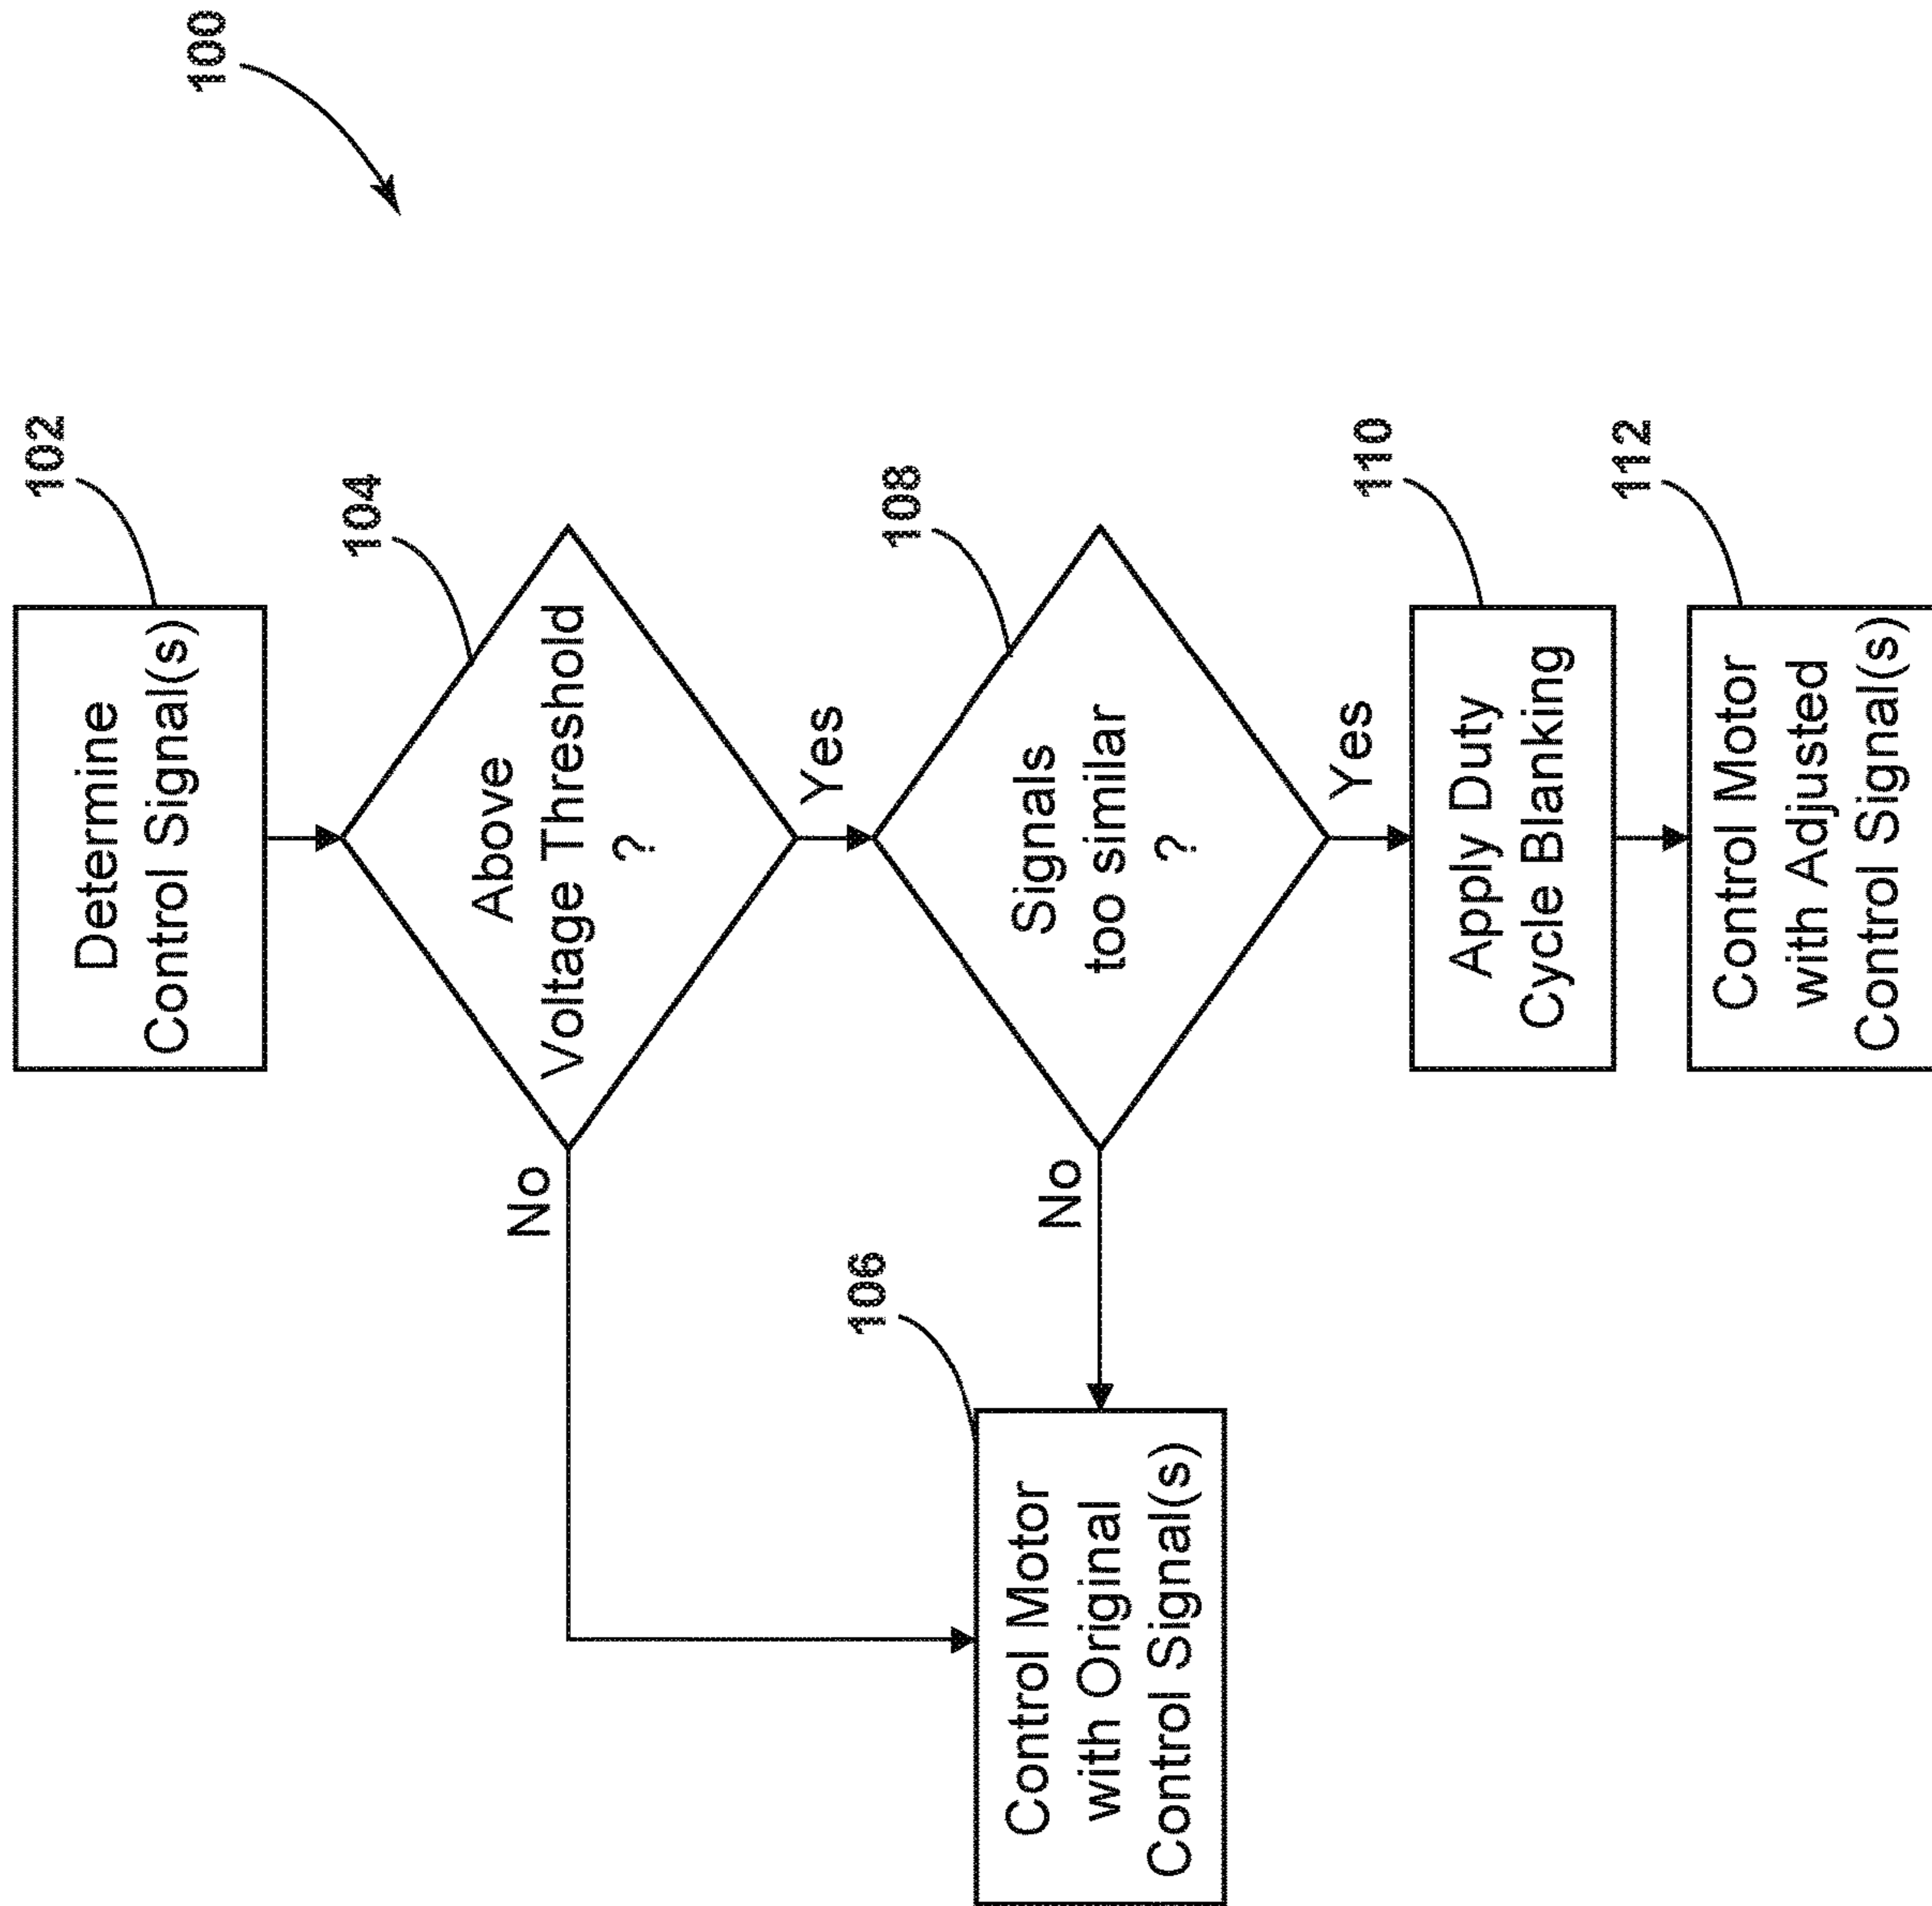 100
102
Determine
Control Signal(s)
104
Above
Voltage Threshold
?
No
Yes
106
Control Motor
with Original
Control Signal(s)
108
Signals
too similar
?
No
Yes
110
Apply Duty
Cycle Blanking
112
Control Motor
with Adjusted
Control Signal(s)